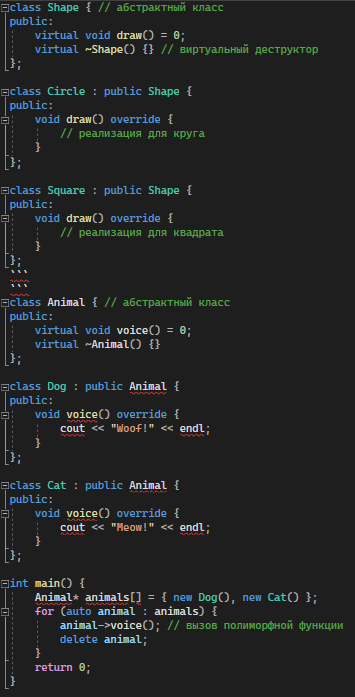 class Shape { // абстрактный класс
public:
    virtual void draw() = 0;
    virtual ~Shape() {} // виртуальный деструктор
};

class Circle : public Shape {
public:
    void draw() override {
        // реализация для круга
    }
};

class Square : public Shape {
public:
    void draw() override {
        // реализация для квадрата
    }
};
```
```
class Animal { // абстрактный класс
public:
    virtual void voice() = 0;
    virtual ~Animal() {}
};

class Dog : public Animal {
public:
    void voice() override {
        cout << "Woof!" << endl;
    }
};

class Cat : public Animal {
public:
    void voice() override {
        cout << "Meow!" << endl;
    }
};

int main() {
    Animal* animals[] = { new Dog(), new Cat() };
    for (auto animal : animals) {
        animal->voice(); // вызов полиморфной функции
        delete animal;
    }
    return 0;
}